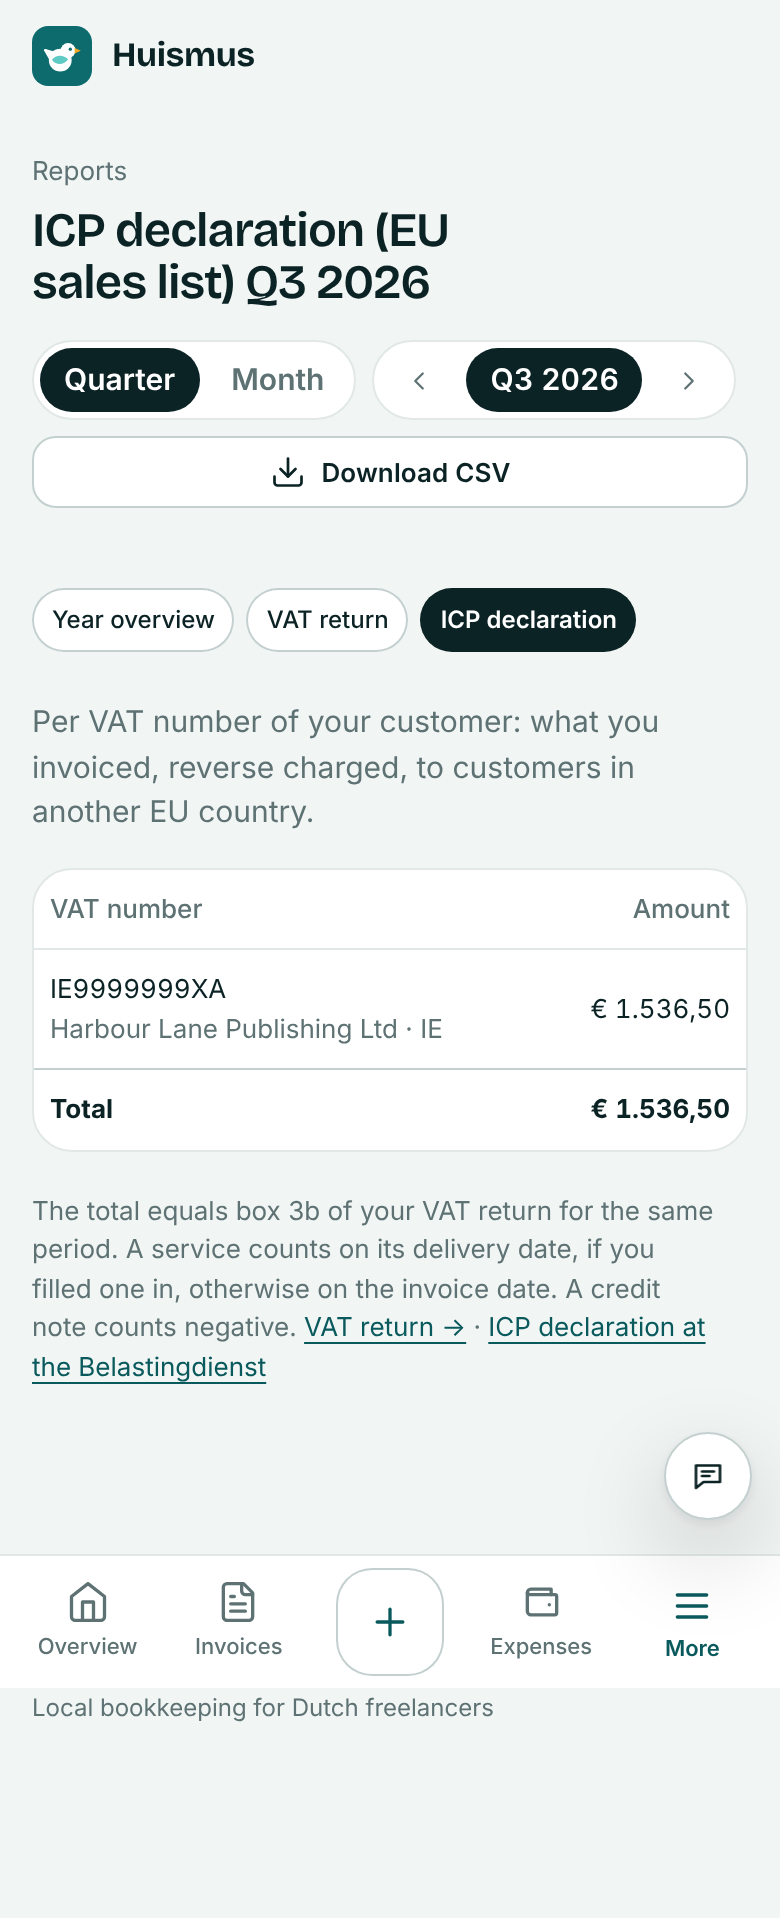 Huismus
Reports
ICP declaration (EU
sales list) Q3 2026
Quarter Month Q3 2026
Download CSV
Year overview VAT return ICP declaration
Per VAT number of your customer: what you
invoiced, reverse charged, to customers in
another EU country.
VAT number Amount
IE9999999XA
Harbour Lane Publishing Ltd · IE € 1.536,50
Total € 1.536,50
The total equals box 3b of your VAT return for the same
period. A service counts on its delivery date, if you
filled one in, otherwise on the invoice date. A credit
note counts negative. VAT return → · ICP declaration at
the Belastingdienst
Overview Invoices Expenses More
Local bookkeeping for Dutch freelancers